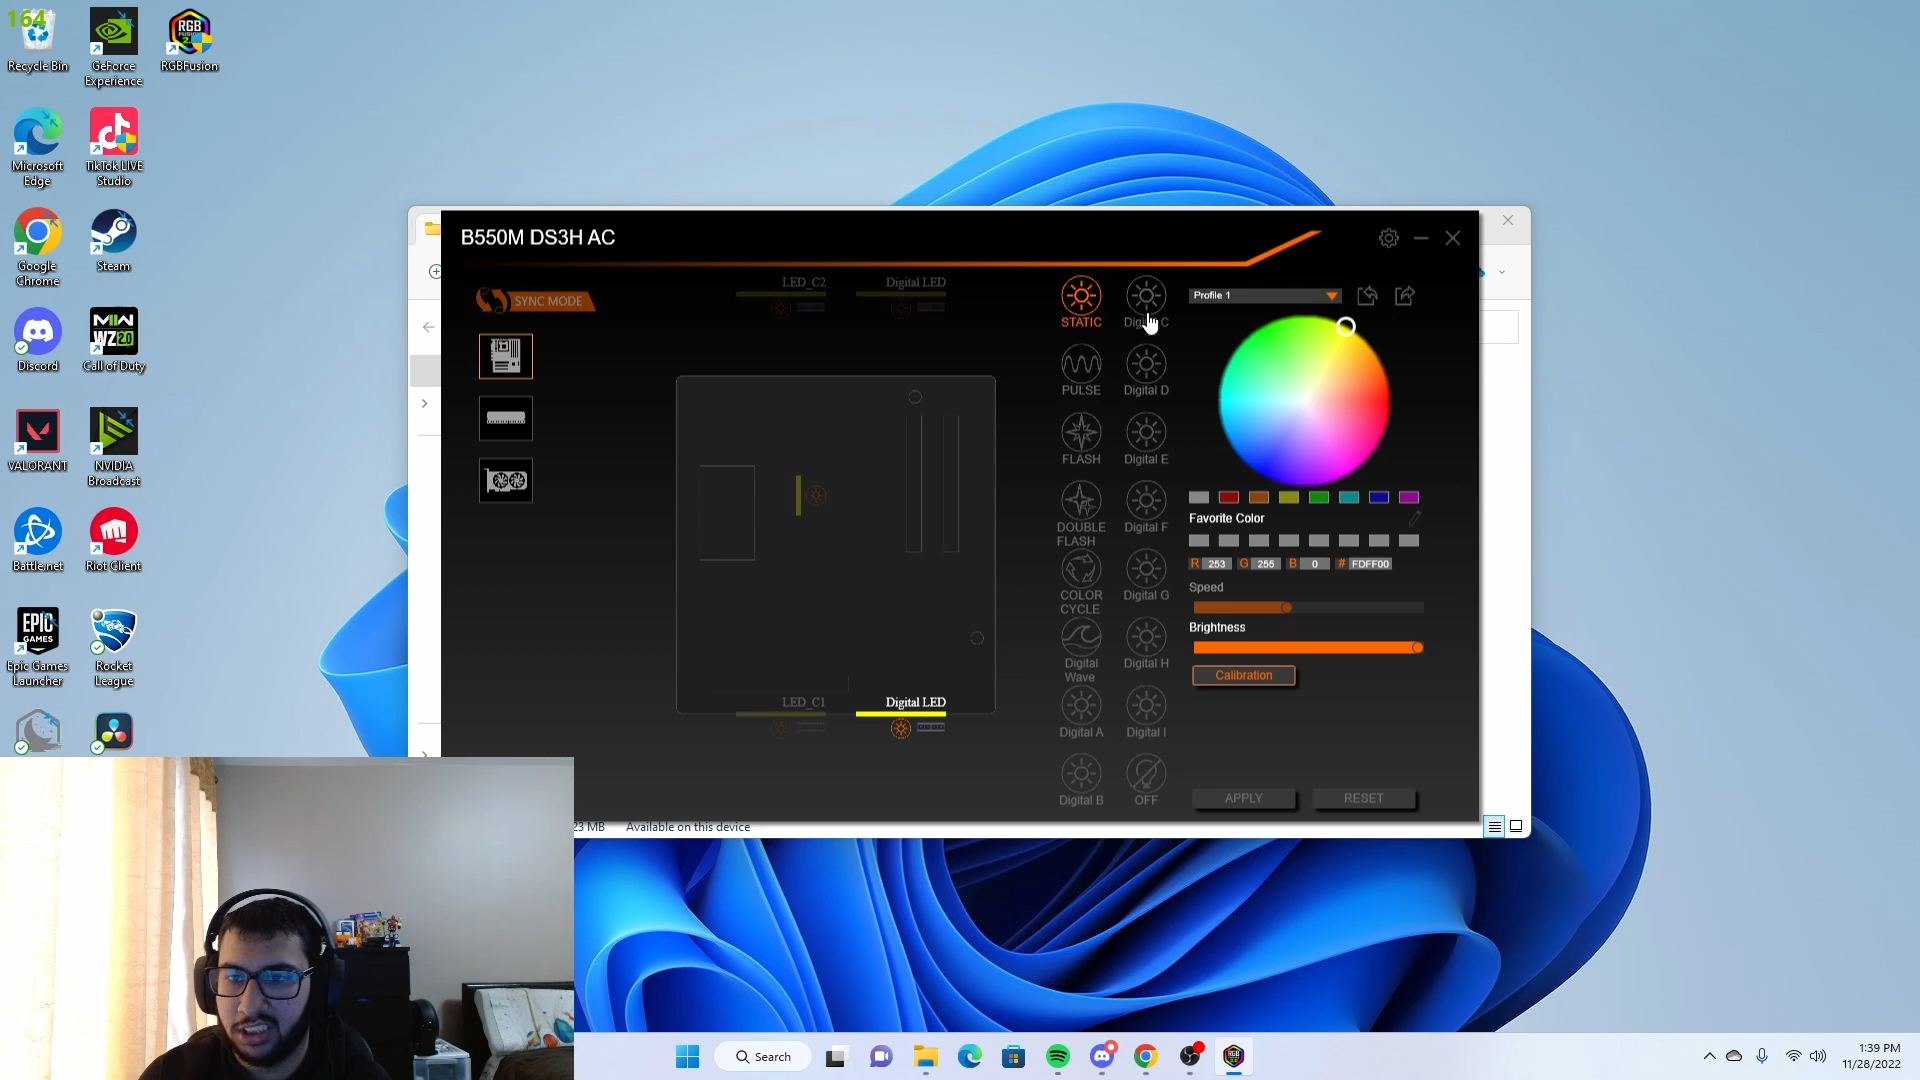 164
Recycle Bin
GeForce
Experience
RGBFusion
Microsoft
Edge
TikTok LIVE
Studio
Google
Chrome
Steam
Discord
Call of Duty
VALORANT
NVIDIA
Broadcast
Battle.net
Riot Client
Epic Games
Launcher
Rocket
League
B550M DS3H AC
SYNC MODE
LED_C2
Digital LED
LED_C1
Digital LED
STATIC
PULSE
FLASH
DOUBLE
FLASH
COLOR
CYCLE
Digital
Wave
Digital A
Digital B
Digital C
Digital D
Digital E
Digital F
Digital G
Digital H
Digital I
OFF
Profile 1
Favorite Color
R 253 G 255 B 0 # FDFF00
Speed
Brightness
Calibration
APPLY
RESET
23 MB Available on this device
Search
1:39 PM
11/28/2022